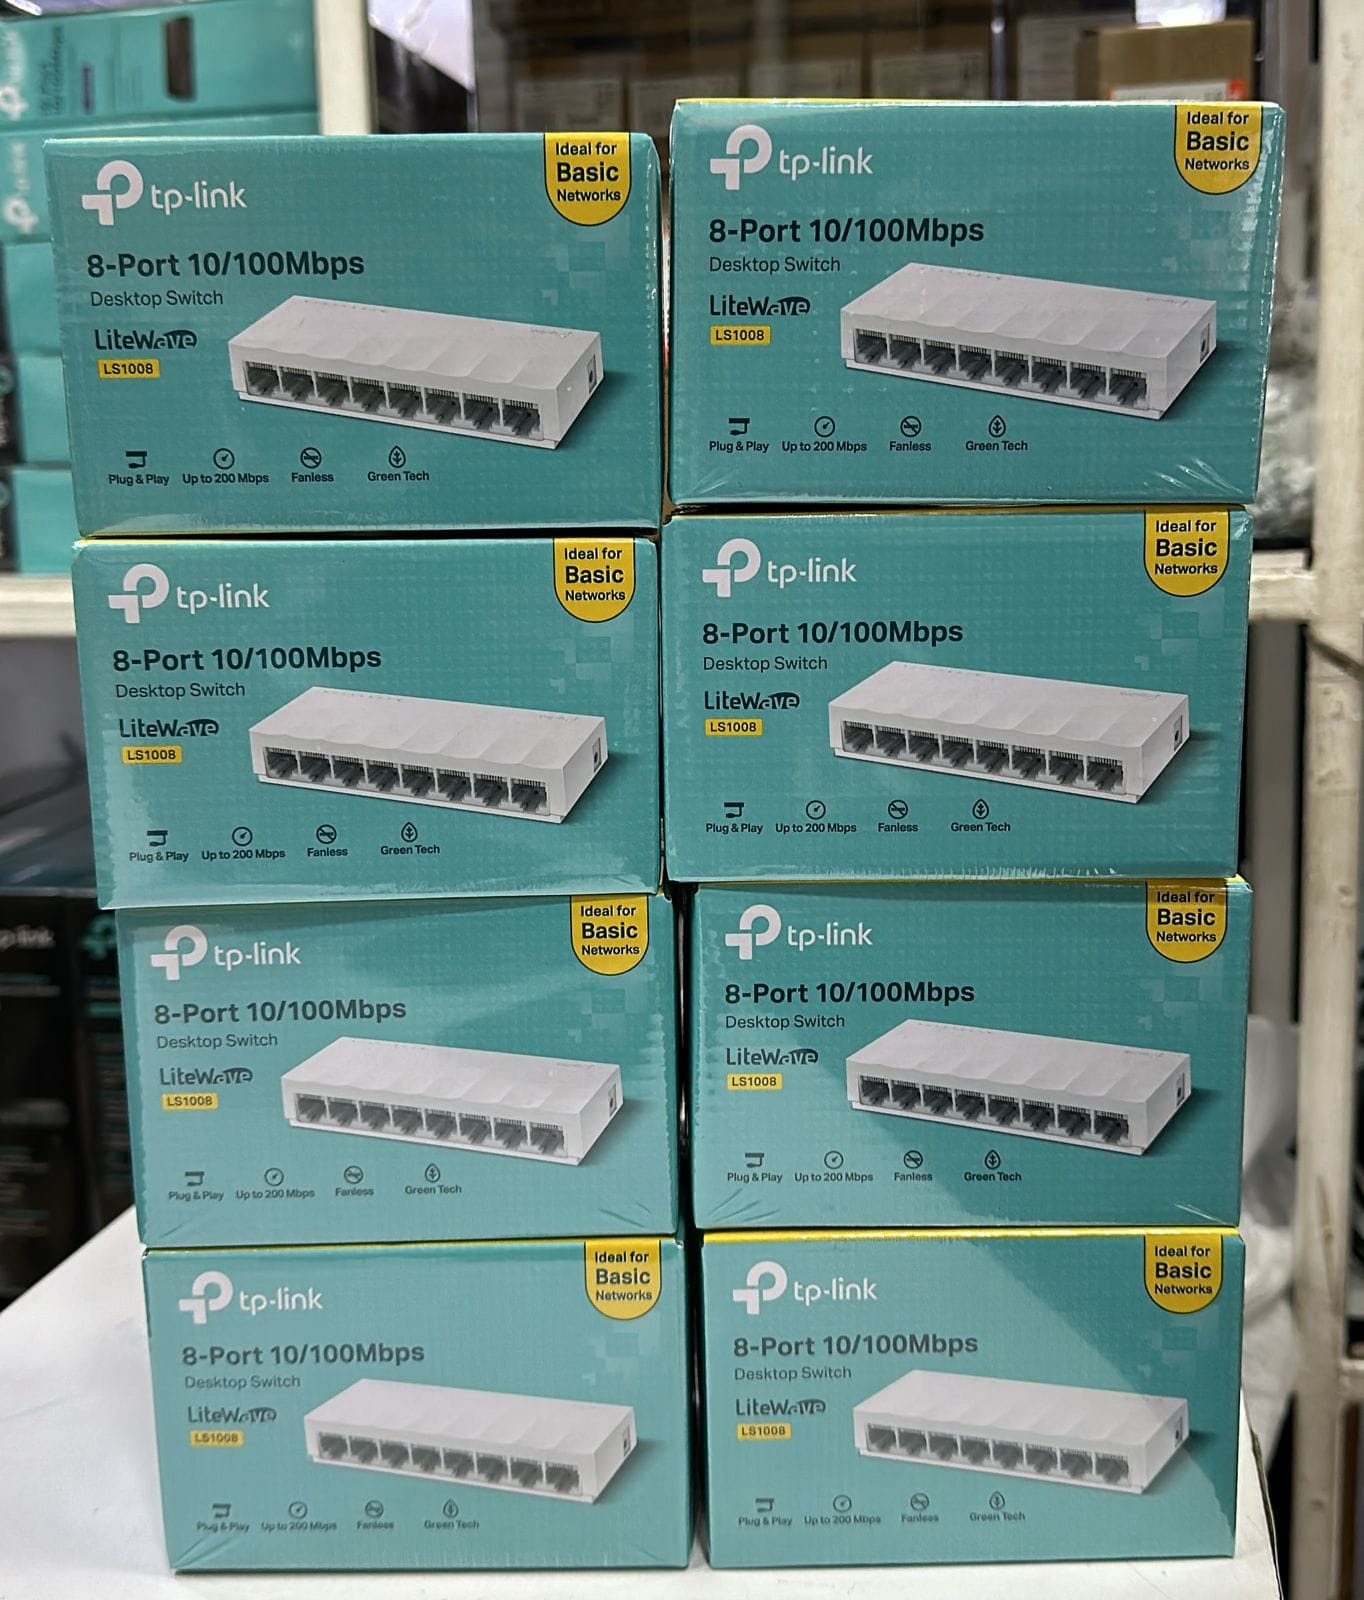 tp-link
Ideal for
Basic
Networks
8-Port 10/100Mbps
Desktop Switch
LiteWave
LS1008
Plug & Play Up to 200 Mbps Fanless Green Tech
tp-link
Ideal for
Basic
Networks
8-Port 10/100Mbps
Desktop Switch
LiteWave
LS1008
Plug & Play Up to 200 Mbps Fanless Green Tech
tp-link
Ideal for
Basic
Networks
8-Port 10/100Mbps
Desktop Switch
LiteWave
LS1008
Plug & Play Up to 200 Mbps Fanless Green Tech
tp-link
Ideal for
Basic
Networks
8-Port 10/100Mbps
Desktop Switch
LiteWave
LS1008
Plug & Play Up to 200 Mbps Fanless Green Tech
tp-link
Ideal for
Basic
Networks
8-Port 10/100Mbps
Desktop Switch
LiteWave
LS1008
Plug & Play Up to 200 Mbps Fanless Green Tech
tp-link
Ideal for
Basic
Networks
8-Port 10/100Mbps
Desktop Switch
LiteWave
LS1008
Plug & Play Up to 200 Mbps Fanless Green Tech
tp-link
Ideal for
Basic
Networks
8-Port 10/100Mbps
Desktop Switch
LiteWave
LS1008
Plug & Play Up to 200 Mbps Fanless Green Tech
tp-link
Ideal for
Basic
Networks
8-Port 10/100Mbps
Desktop Switch
LiteWave
LS1008
Plug & Play Up to 200 Mbps Fanless Green Tech